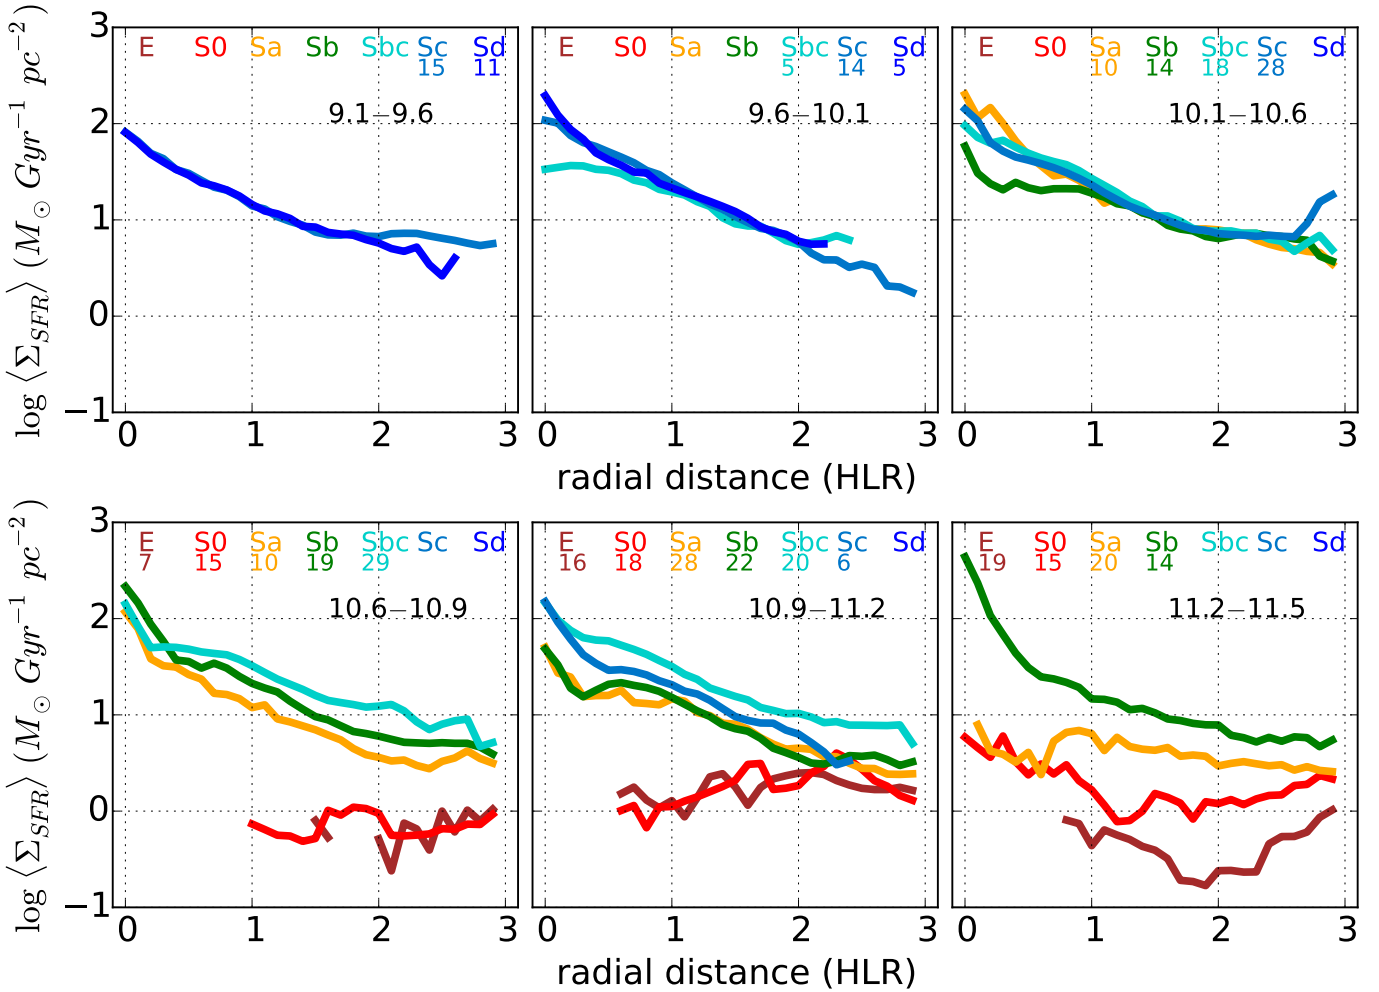 log ⟨Σ_SFR⟩ (M_⊙ Gyr^−1 pc^−2)
3
2
1
0
−1
E S0 Sa Sb Sbc Sc Sd
15 11
9.1−9.6
0 1 2 3
E S0 Sa Sb Sbc Sc Sd
5 14 5
9.6−10.1
0 1 2 3
radial distance (HLR)
E S0 Sa Sb Sbc Sc Sd
10 14 18 28
10.1−10.6
0 1 2 3
log ⟨Σ_SFR⟩ (M_⊙ Gyr^−1 pc^−2)
3
2
1
0
−1
E S0 Sa Sb Sbc Sc Sd
7 15 10 19 29
10.6−10.9
0 1 2 3
E S0 Sa Sb Sbc Sc Sd
16 18 28 22 20 6
10.9−11.2
0 1 2 3
radial distance (HLR)
E S0 Sa Sb Sbc Sc Sd
19 15 20 14
11.2−11.5
0 1 2 3